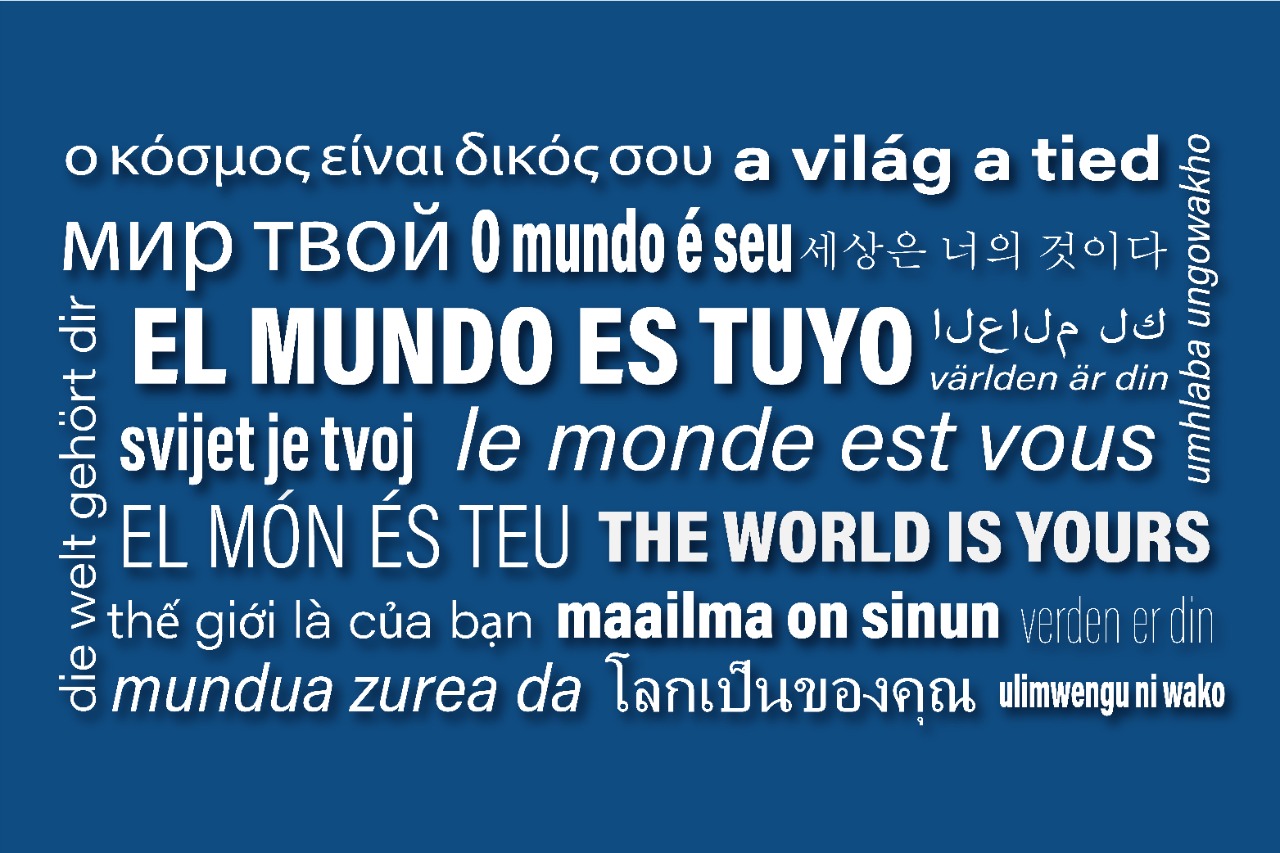 ο κόσμος είναι δικός σου
a világ a tied
umhlaba ungowakho
мир твой
O mundo é seu
세상은 너의 것이다
die welt gehört dir
EL MUNDO ES TUYO
العالم لك
världen är din
svijet je tvoj
le monde est vous
EL MÓN ÉS TEU
THE WORLD IS YOURS
thế giới là của bạn
maailma on sinun
verden er din
mundua zurea da
โลกเป็นของคุณ
ulimwengu ni wako